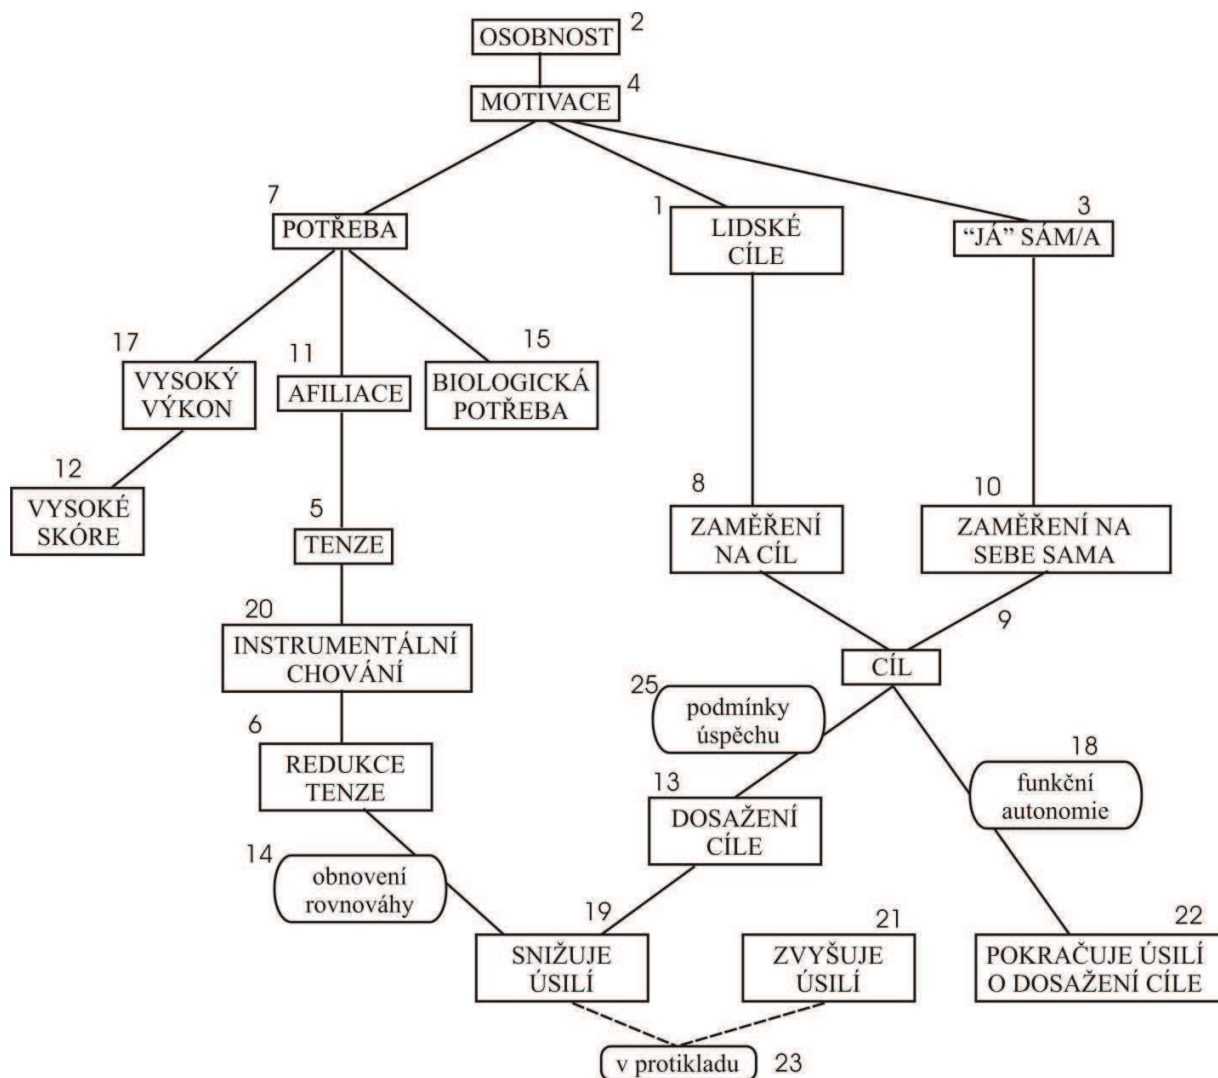 2
OSOBNOST
4
MOTIVACE
7
POTŘEBA
1
LIDSKÉ
CÍLE
3
“JÁ” SÁM/A
17
VYSOKÝ
VÝKON
11
AFILIACE
15
BIOLOGICKÁ
POTŘEBA
12
VYSOKÉ
SKÓRE
5
TENZE
8
ZAMĚŘENÍ
NA CÍL
10
ZAMĚŘENÍ NA
SEBE SAMA
20
INSTRUMENTÁLNÍ
CHOVÁNÍ
9
CÍL
25
podmínky
úspěchu
6
REDUKCE
TENZE
18
funkční
autonomie
13
DOSAŽENÍ
CÍLE
14
obnovení
rovnováhy
19
SNIŽUJE
ÚSILÍ
21
ZVYŠUJE
ÚSILÍ
22
POKRAČUJE ÚSILÍ
O DOSAŽENÍ CÍLE
v protikladu
23